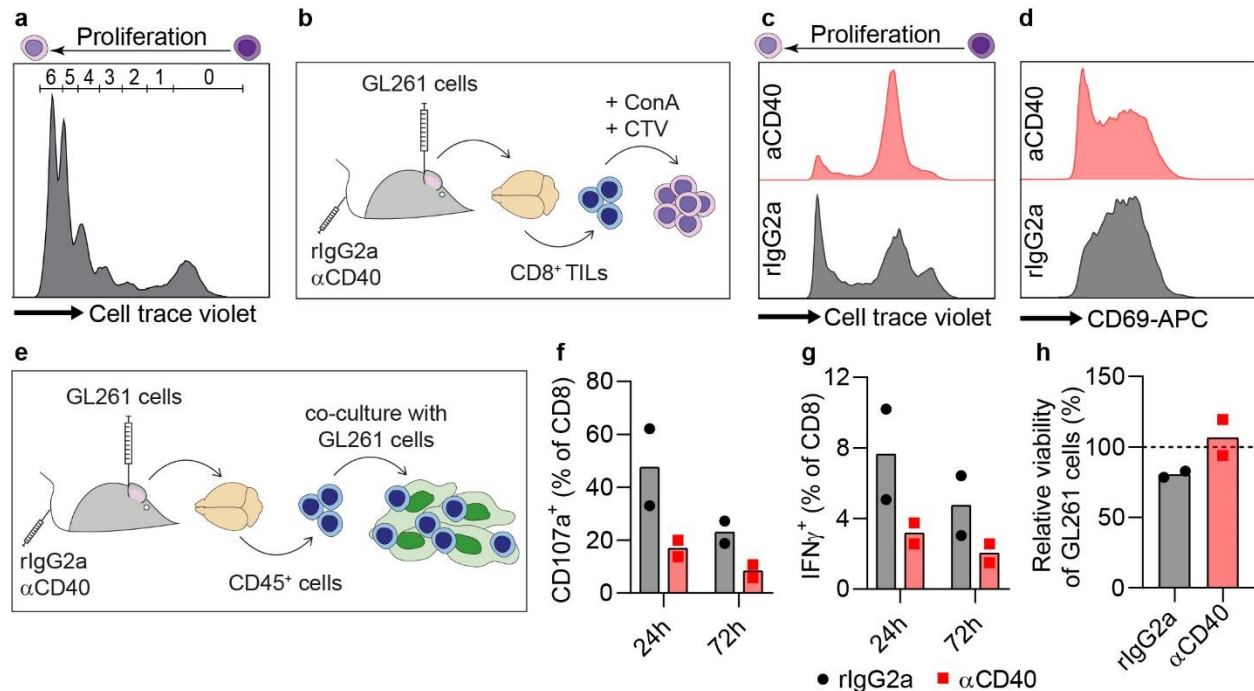 a
Proliferation
6 5 4 3 2 1 0
Cell trace violet
b
GL261 cells
+ ConA
+ CTV
rIgG2a
αCD40
CD8+ TILs
c
Proliferation
aCD40
rIgG2a
Cell trace violet
d
aCD40
rIgG2a
CD69-APC
e
GL261 cells
co-culture with
GL261 cells
rIgG2a
αCD40
CD45+ cells
f
CD107a+ (% of CD8)
80
60
40
20
0
24h
72h
g
IFNγ+ (% of CD8)
12
8
4
0
24h
72h
rIgG2a
αCD40
h
Relative viability
of GL261 cells (%)
150
100
50
0
rIgG2a
αCD40